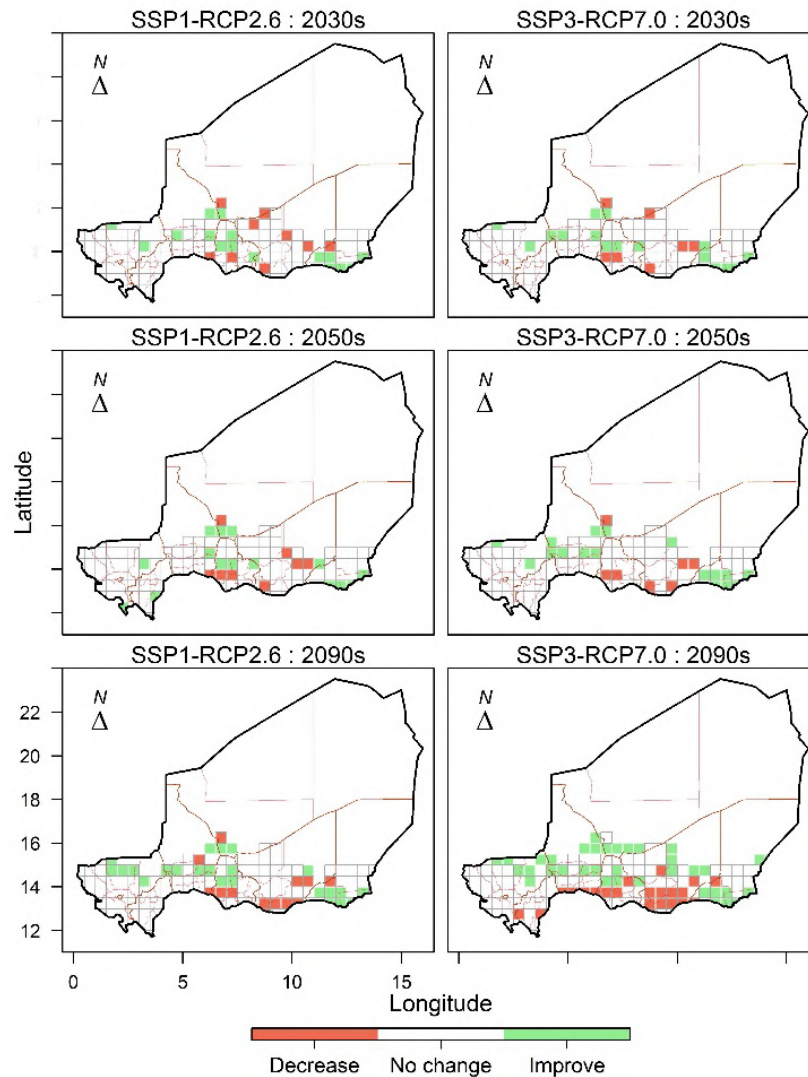 SSP1-RCP2.6 : 2030s
SSP3-RCP7.0 : 2030s
N
Δ
N
Δ
SSP1-RCP2.6 : 2050s
SSP3-RCP7.0 : 2050s
N
Δ
N
Δ
Latitude
SSP1-RCP2.6 : 2090s
SSP3-RCP7.0 : 2090s
N
Δ
N
Δ
22
20
18
16
14
12
0 5 10 15
Longitude
Decrease No change Improve